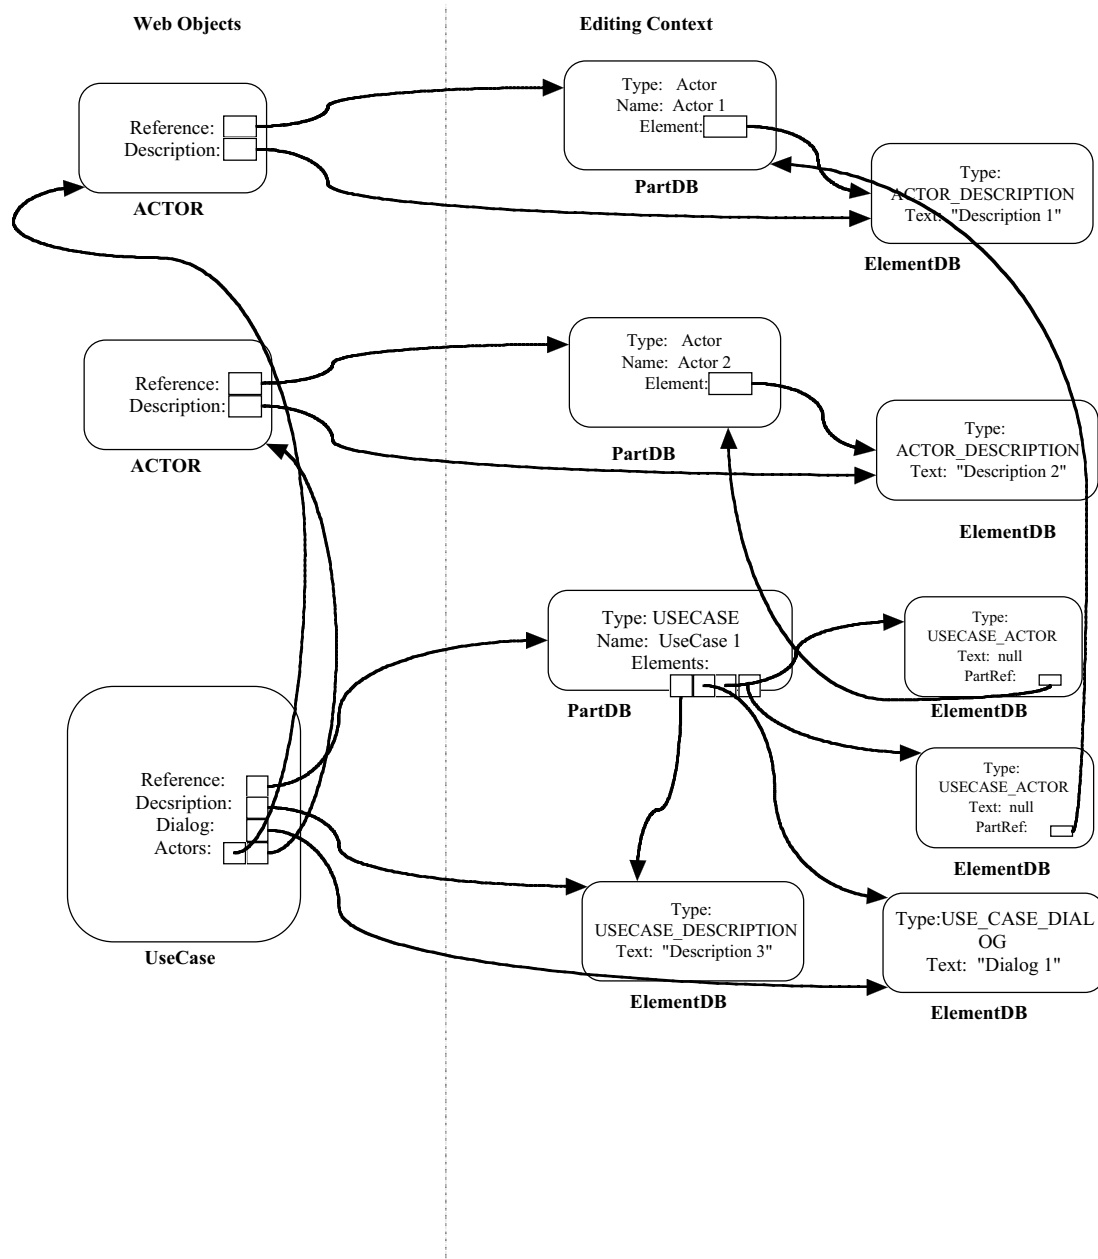 Web Objects
Editing Context
Reference:
Description:
ACTOR
Type: Actor
Name: Actor 1
Element:
PartDB
Type:
ACTOR_DESCRIPTION
Text: "Description 1"
ElementDB
Reference:
Description:
ACTOR
Type: Actor
Name: Actor 2
Element:
PartDB
Type:
ACTOR_DESCRIPTION
Text: "Description 2"
ElementDB
Type: USECASE
Name: UseCase 1
Elements:
PartDB
Type:
USECASE_ACTOR
Text: null
PartRef:
ElementDB
Reference:
Decsription:
Dialog:
Actors:
UseCase
Type:
USECASE_ACTOR
Text: null
PartRef:
ElementDB
Type:
USECASE_DESCRIPTION
Text: "Description 3"
ElementDB
Type:USE_CASE_DIAL
OG
Text: "Dialog 1"
ElementDB